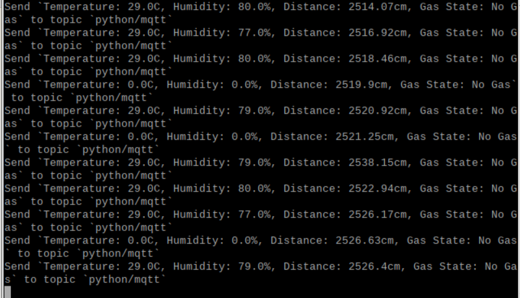 Send `Temperature: 29.0C, Humidity: 80.0%, Distance: 2514.07cm, Gas State: No G
as` to topic `python/mqtt`
Send `Temperature: 29.0C, Humidity: 77.0%, Distance: 2516.92cm, Gas State: No G
as` to topic `python/mqtt`
Send `Temperature: 29.0C, Humidity: 80.0%, Distance: 2518.46cm, Gas State: No G
as` to topic `python/mqtt`
Send `Temperature: 0.0C, Humidity: 0.0%, Distance: 2519.9cm, Gas State: No Gas`
 to topic `python/mqtt`
Send `Temperature: 29.0C, Humidity: 79.0%, Distance: 2520.92cm, Gas State: No G
as` to topic `python/mqtt`
Send `Temperature: 0.0C, Humidity: 0.0%, Distance: 2521.25cm, Gas State: No Gas
` to topic `python/mqtt`
Send `Temperature: 29.0C, Humidity: 79.0%, Distance: 2538.15cm, Gas State: No G
as` to topic `python/mqtt`
Send `Temperature: 29.0C, Humidity: 80.0%, Distance: 2522.94cm, Gas State: No G
as` to topic `python/mqtt`
Send `Temperature: 29.0C, Humidity: 77.0%, Distance: 2526.17cm, Gas State: No G
as` to topic `python/mqtt`
Send `Temperature: 0.0C, Humidity: 0.0%, Distance: 2526.63cm, Gas State: No Gas
` to topic `python/mqtt`
Send `Temperature: 29.0C, Humidity: 79.0%, Distance: 2526.4cm, Gas State: No Ga
s` to topic `python/mqtt`